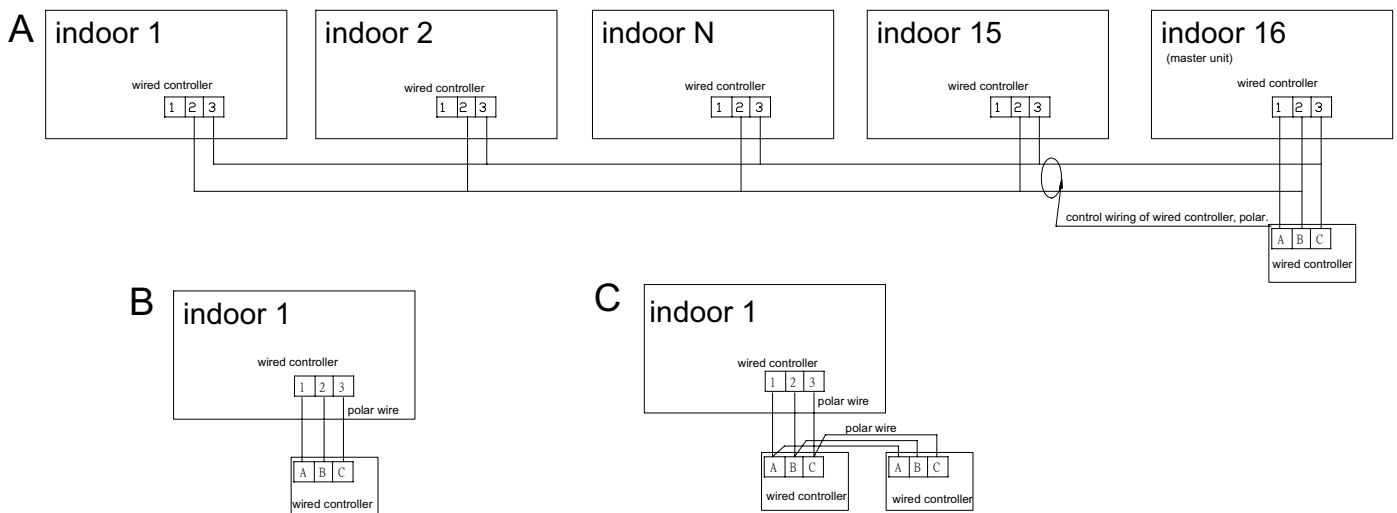 A
indoor 1
indoor 2
indoor N
indoor 15
indoor 16
(master unit)
wired controller
wired controller
wired controller
wired controller
wired controller
1 2 3
1 2 3
1 2 3
1 2 3
1 2 3
control wiring of wired controller, polar.
A B C
wired controller
B
indoor 1
wired controller
1 2 3
polar wire
A B C
wired controller
C
indoor 1
wired controller
1 2 3
polar wire
polar wire
A B C
A B C
wired controller
wired controller